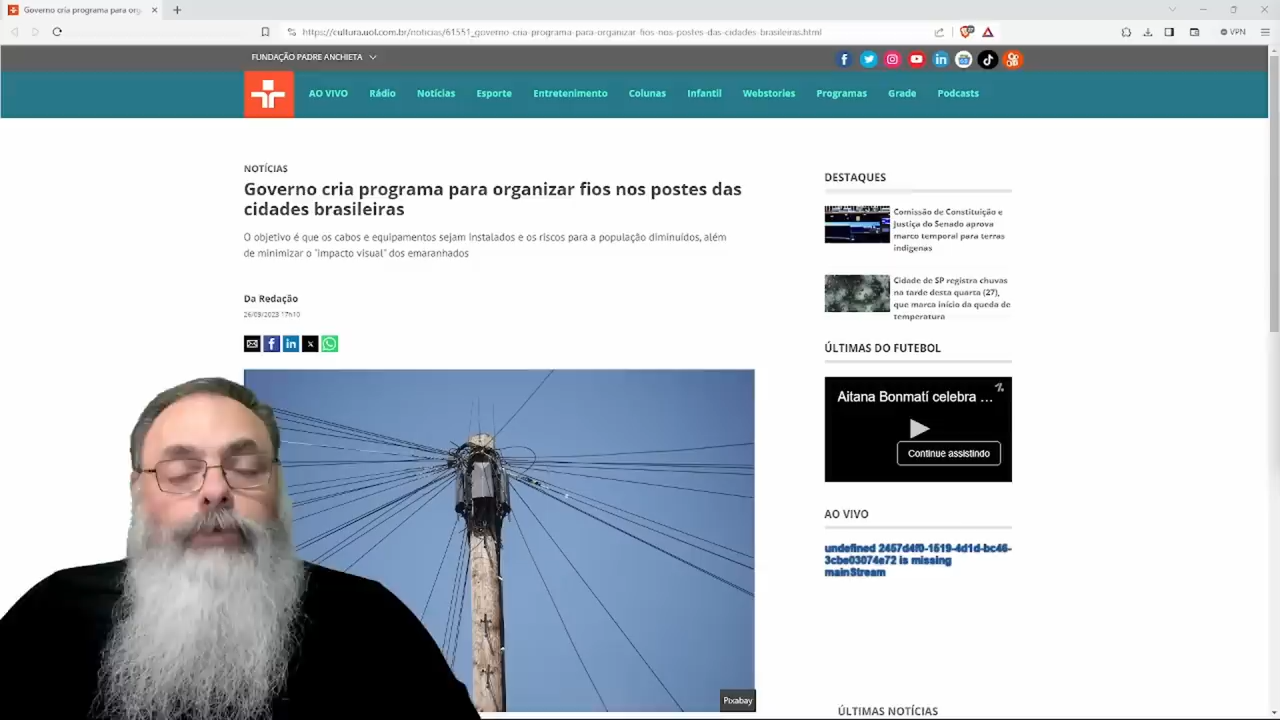 Governo cria programa para org
https://cultura.uol.com.br/noticias/61551_governo-cria-programa-para-organizar-fios-nos-postes-das-cidades-brasileiras.html
VPN
FUNDAÇÃO PADRE ANCHIETA
AO VIVO Rádio Notícias Esporte Entretenimento Colunas Infantil Webstories Programas Grade Podcasts
NOTÍCIAS
Governo cria programa para organizar fios nos postes das
cidades brasileiras
O objetivo é que os cabos e equipamentos sejam instalados e os riscos para a população diminuídos, além
de minimizar o "impacto visual" dos emaranhados
Da Redação
26/09/2023 17h10
Pixabay
DESTAQUES
Comissão de Constituição e
Justiça do Senado aprova
marco temporal para terras
indígenas
Cidade de SP registra chuvas
na tarde desta quarta (27),
que marca início da queda de
temperatura
ÚLTIMAS DO FUTEBOL
Aitana Bonmatí celebra ...
Continue assistindo
AO VIVO
undefined 2457d4f0-1519-4d1d-bc46-
3cbe03074e72 is missing
mainStream
ÚLTIMAS NOTÍCIAS